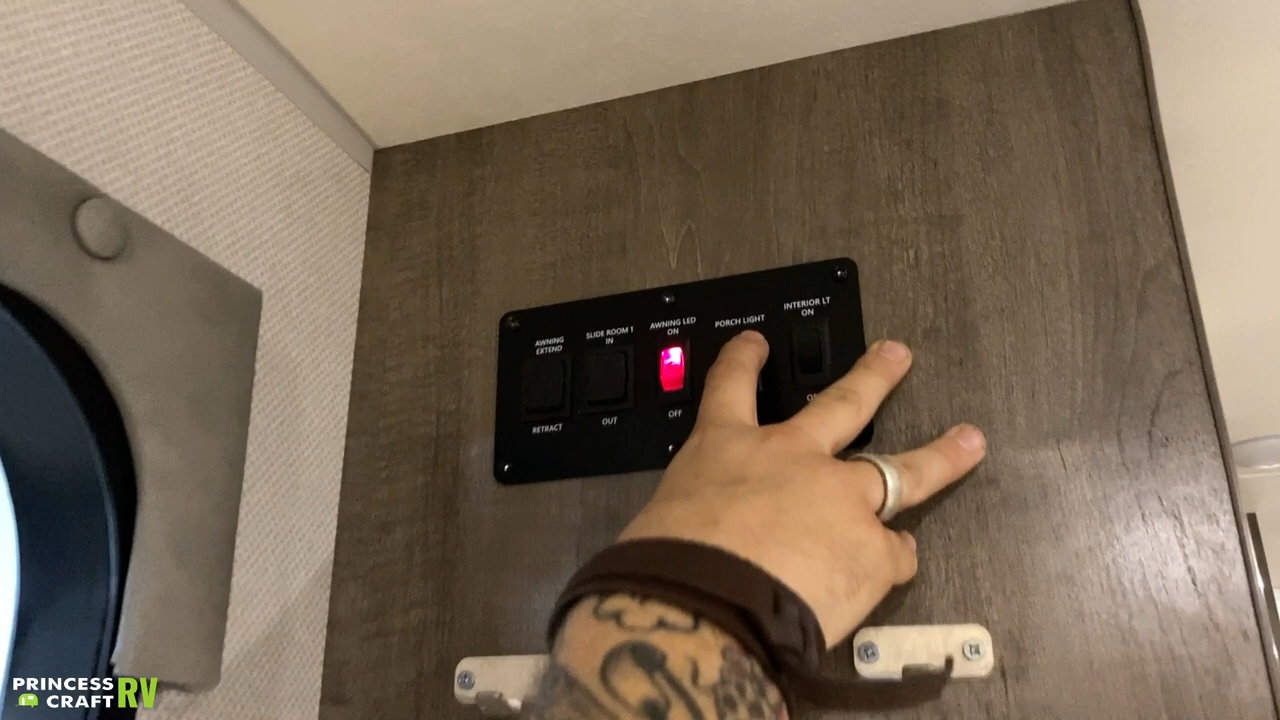 AWNING
EXTEND
RETRACT
SLIDE ROOM 1
IN
OUT
AWNING LED
ON
OFF
PORCH LIGHT
INTERIOR LT
ON
PRINCESS
CRAFT RV